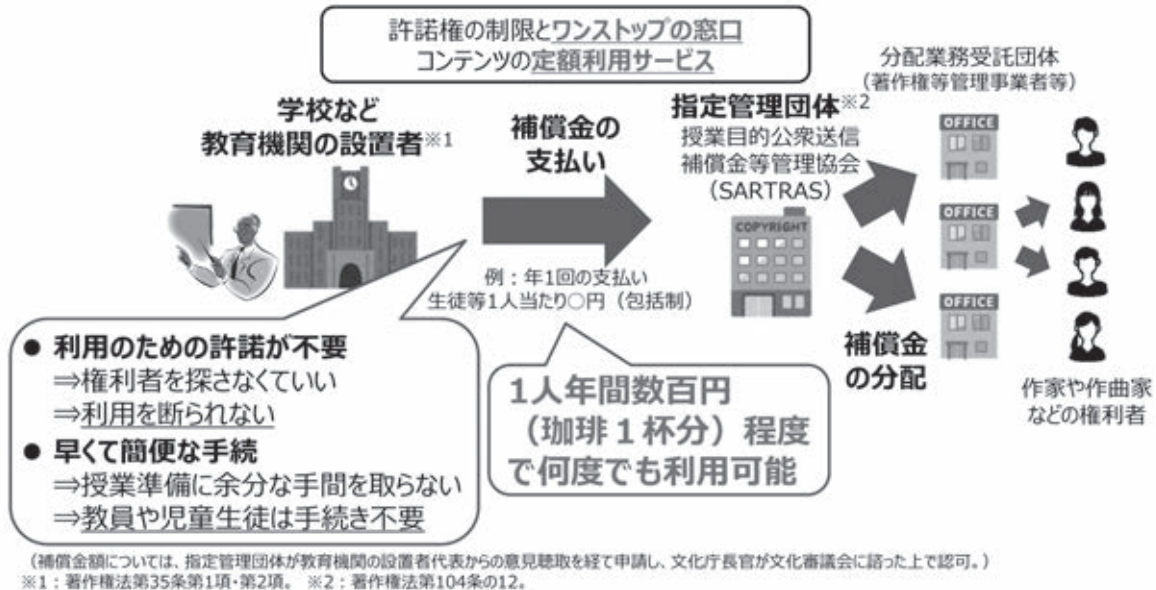 許諾権の制限とワンストップの窓口
コンテンツの定額利用サービス
学校など
教育機関の設置者※1
補償金の
支払い
指定管理団体※2
授業目的公衆送信
補償金等管理協会
（SARTRAS）
分配業務受託団体
（著作権等管理事業者等）
OFFICE
OFFICE
OFFICE
COPYRIGHT
例：年1回の支払い
生徒等1人当たり○円（包括制）
● 利用のための許諾が不要
⇒権利者を探さなくていい
⇒利用を断られない
● 早くて簡便な手続
⇒授業準備に余分な手間を取らない
⇒教員や児童生徒は手続き不要
1人年間数百円
（珈琲１杯分）程度
で何度でも利用可能
補償金
の分配
作家や作曲家
などの権利者
（補償金額については、指定管理団体が教育機関の設置者代表からの意見聴取を経て申請し、文化庁長官が文化審議会に諮った上で認可。）
※1：著作権法第35条第1項・第2項。 ※2：著作権法第104条の12。